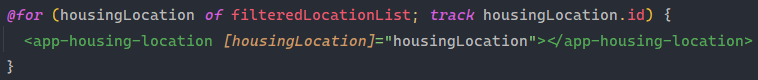 @for (housingLocation of filteredLocationList; track housingLocation.id) {
  <app-housing-location [housingLocation]="housingLocation"></app-housing-location>
}